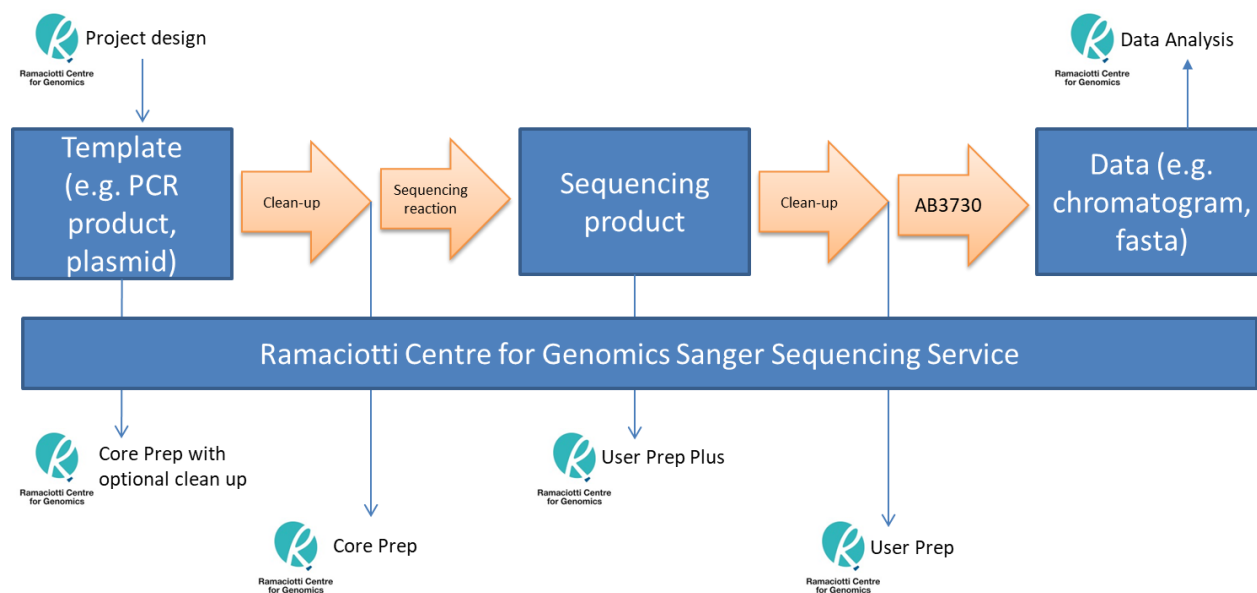 Project design
Ramaciotti Centre
for Genomics
Data Analysis
Ramaciotti Centre
for Genomics
Template
(e.g. PCR
product,
plasmid)
Clean-up
Sequencing
reaction
Sequencing
product
Clean-up
AB3730
Data (e.g.
chromatogram,
fasta)
Ramaciotti Centre for Genomics Sanger Sequencing Service
Core Prep with
optional clean up
Ramaciotti Centre
for Genomics
User Prep Plus
Ramaciotti Centre
for Genomics
Core Prep
Ramaciotti Centre
for Genomics
User Prep
Ramaciotti Centre
for Genomics